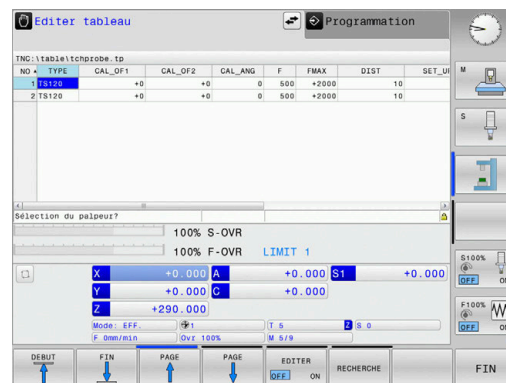 Editer tableau
Programmation
TNC:\table\tchprobe.tp
NO TYPE CAL_OF1 CAL_OF2 CAL_ANG F FMAX DIST SET_UP
1 TS120 +0 +0 0 500 +2000 10
2 TS120 +0 +0 0 500 +2000 10
Sélection du palpeur?
100% S-OVR
100% F-OVR LIMIT 1
X +0.000 A +0.000 S1 +0.000
Y +0.000 C +0.000
Z +290.000
Mode: EFF. 1 T 5 Z S 0
F 0mm/min Ovr 100% M 5/9
M
S
S100%
OFF ON
F100%
OFF ON
DEBUT FIN PAGE PAGE EDITER RECHERCHE FIN
OFF ON